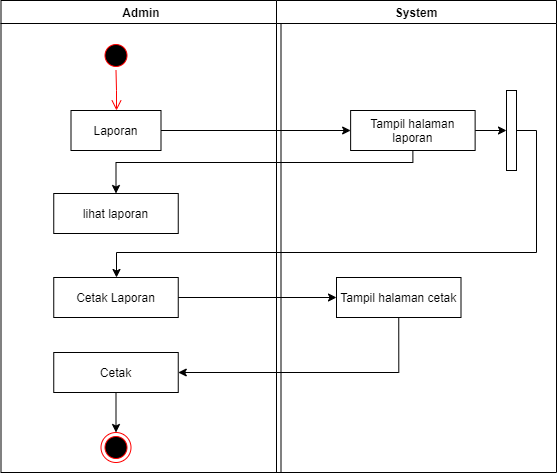 Admin
System
Laporan
Tampil halaman
laporan
lihat laporan
Cetak Laporan
Tampil halaman cetak
Cetak